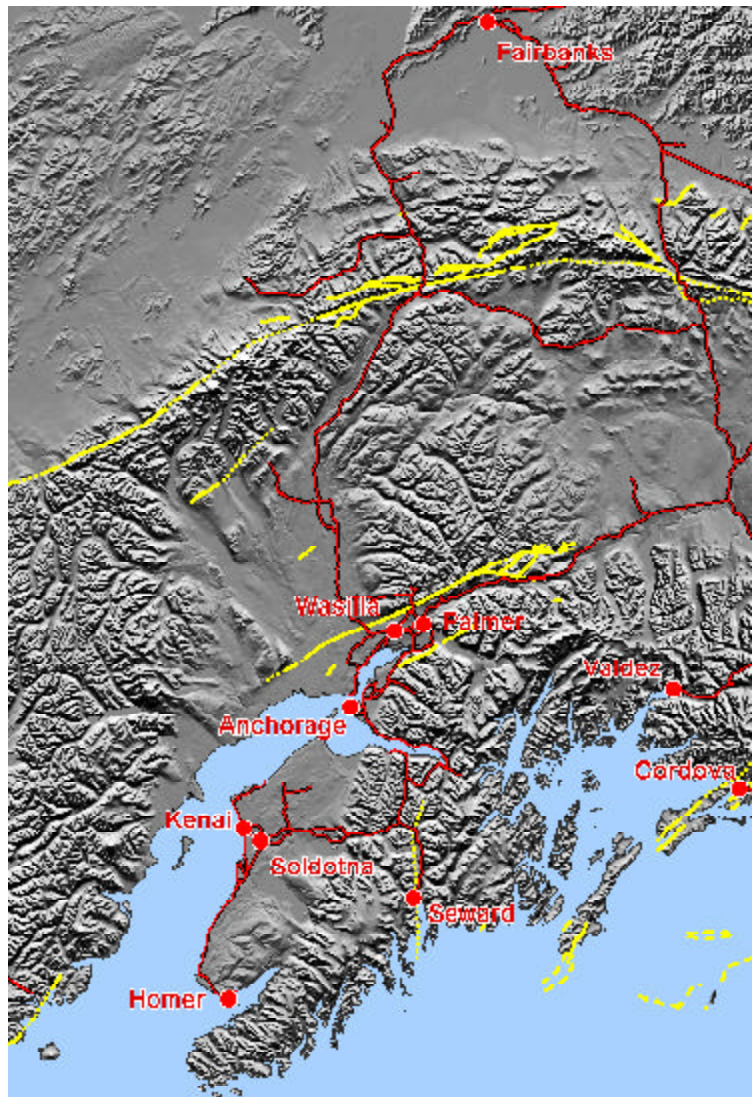 Fairbanks
Wasilla
Palmer
Valdez
Anchorage
Cordova
Kenai
Soldotna
Seward
Homer